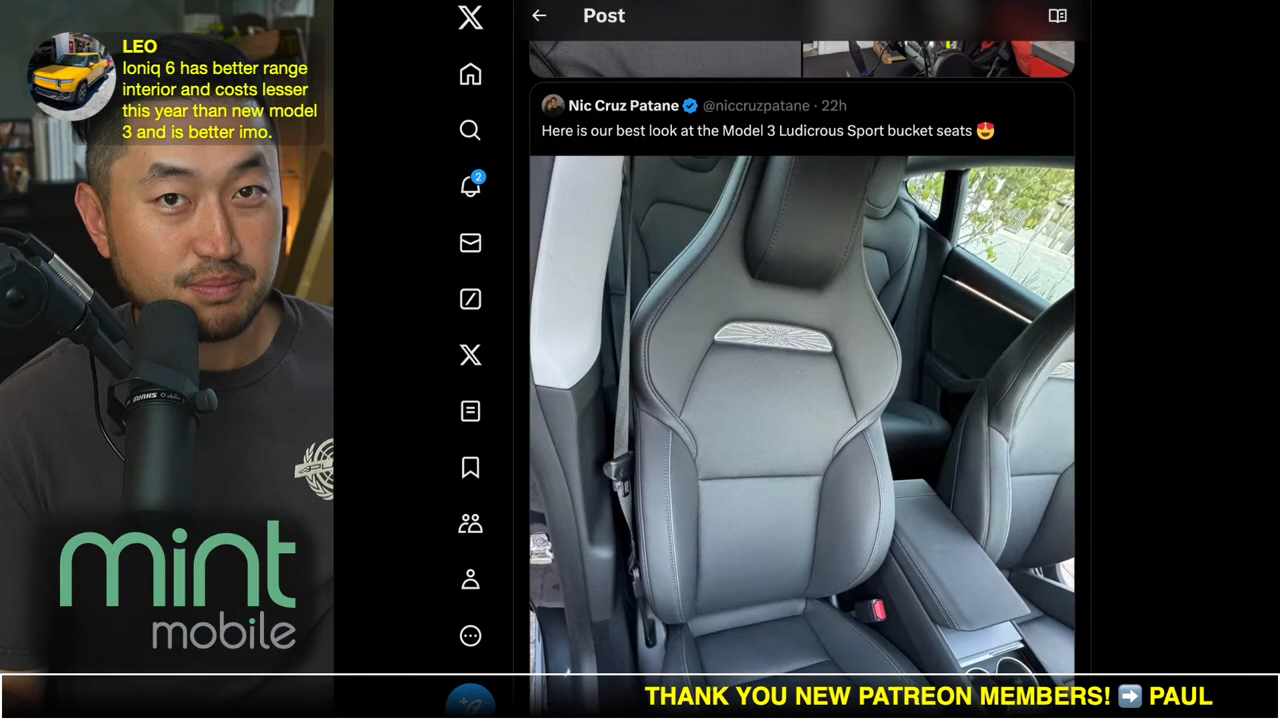 LEO
Ioniq 6 has better range
interior and costs lesser
this year than new model
3 and is better imo.
Post
Nic Cruz Patane @niccruzpatane · 22h
Here is our best look at the Model 3 Ludicrous Sport bucket seats 😍
2
SHURE
mint
mobile
THANK YOU NEW PATREON MEMBERS! ➡️ PAUL